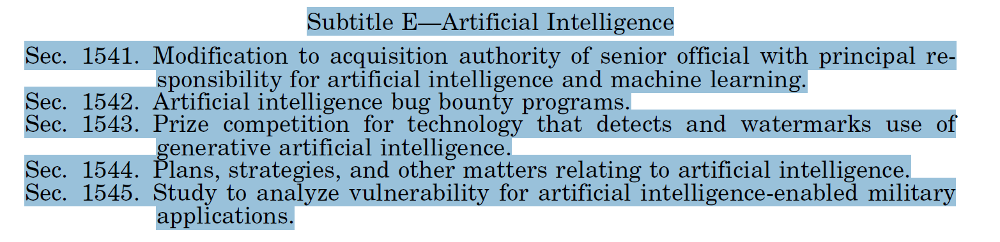 Subtitle E—Artificial Intelligence
Sec. 1541. Modification to acquisition authority of senior official with principal re-
sponsibility for artificial intelligence and machine learning.
Sec. 1542. Artificial intelligence bug bounty programs.
Sec. 1543. Prize competition for technology that detects and watermarks use of
generative artificial intelligence.
Sec. 1544. Plans, strategies, and other matters relating to artificial intelligence.
Sec. 1545. Study to analyze vulnerability for artificial intelligence-enabled military
applications.